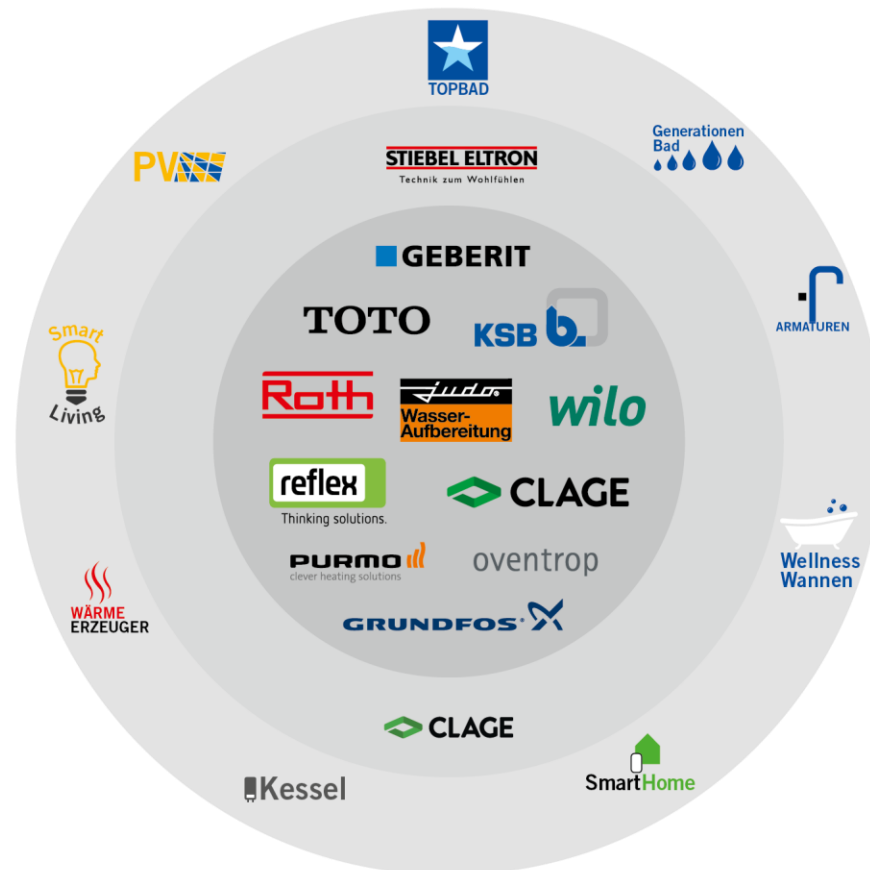 TOPBAD
Generationen
Bad
PV
STIEBEL ELTRON
Technik zum Wohlfühlen
GEBERIT
TOTO
KSB b.
ARMATUREN
Smart
Living
Roth
judo
Wasser-
Aufbereitung
wilo
reflex
Thinking solutions.
CLAGE
PURMO
clever heating solutions
oventrop
Wellness
Wannen
WÄRME
ERZEUGER
GRUNDFOS
CLAGE
Kessel
SmartHome